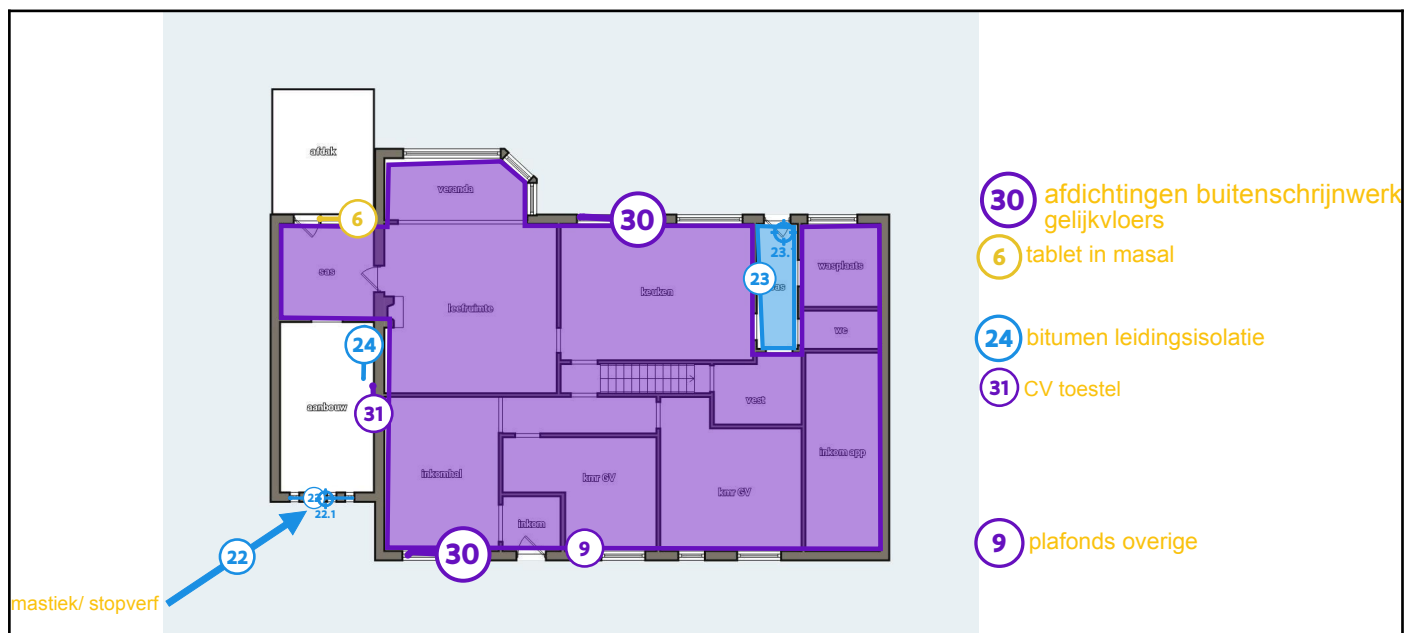 afdak
veranda
30
30
afdichtingen buitenschrijnwerk
gelijkvloers
6
6
tablet in masal
23.
sas
23
wasplaats
keuken
leefruimte
wc
24
24
bitumen leidingsisolatie
31
CV toestel
vest
aanbouw
31
inkomhal
kmr GV
kmr GV
inkom app
22.1
inkom
30
9
9
plafonds overige
22
mastiek/ stopverf